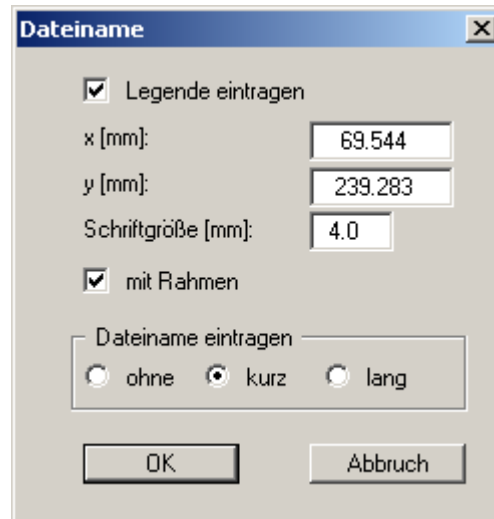 Dateiname
Legende eintragen
x [mm]: 69.544
y [mm]: 239.283
Schriftgröße [mm]: 4.0
mit Rahmen
Dateiname eintragen
ohne kurz lang
OK Abbruch